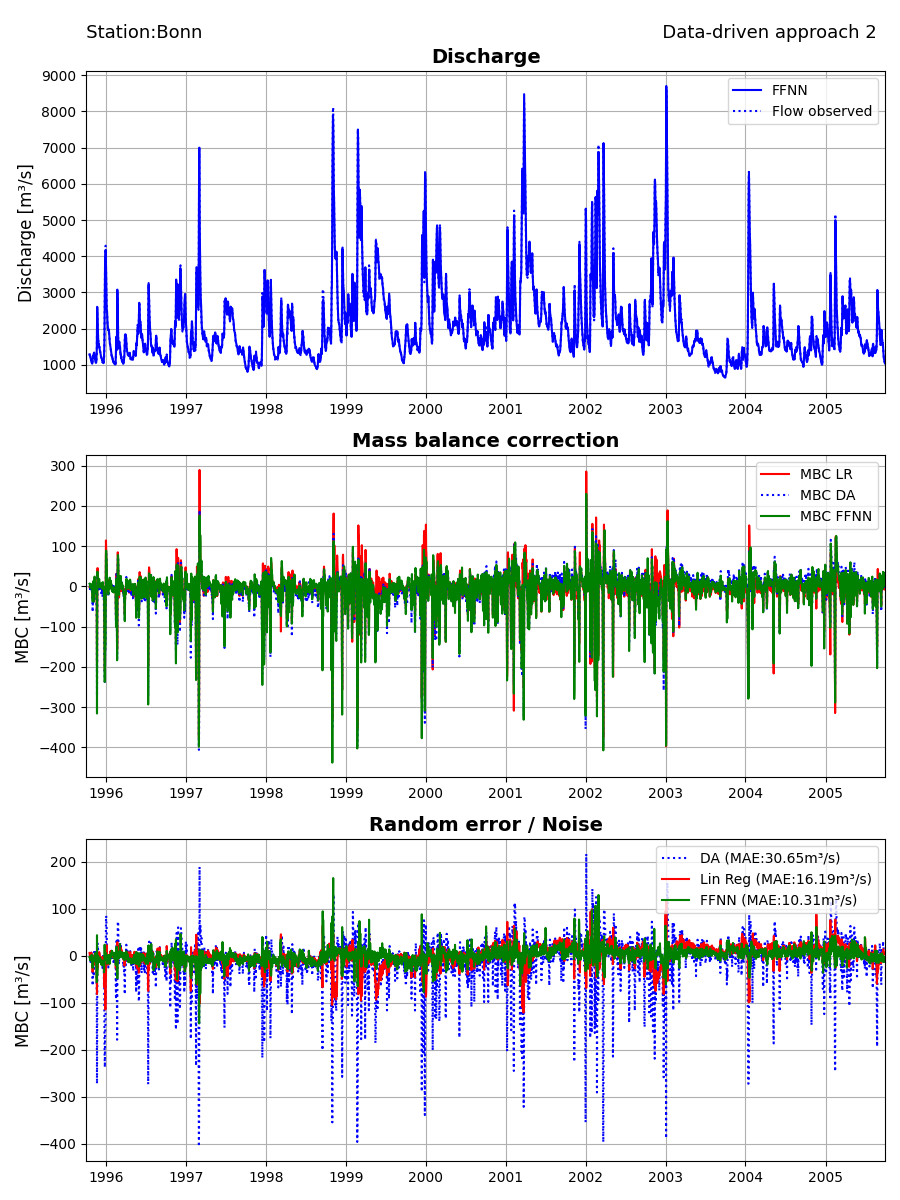 Station:Bonn Data-driven approach 2
Discharge
Discharge [m³/s]
9000
8000
7000
6000
5000
4000
3000
2000
1000
FFNN
Flow observed
1996 1997 1998 1999 2000 2001 2002 2003 2004 2005
Mass balance correction
MBC [m³/s]
300
200
100
0
−100
−200
−300
−400
MBC LR
MBC DA
MBC FFNN
1996 1997 1998 1999 2000 2001 2002 2003 2004 2005
Random error / Noise
MBC [m³/s]
200
100
0
−100
−200
−300
−400
DA (MAE:30.65m³/s)
Lin Reg (MAE:16.19m³/s)
FFNN (MAE:10.31m³/s)
1996 1997 1998 1999 2000 2001 2002 2003 2004 2005